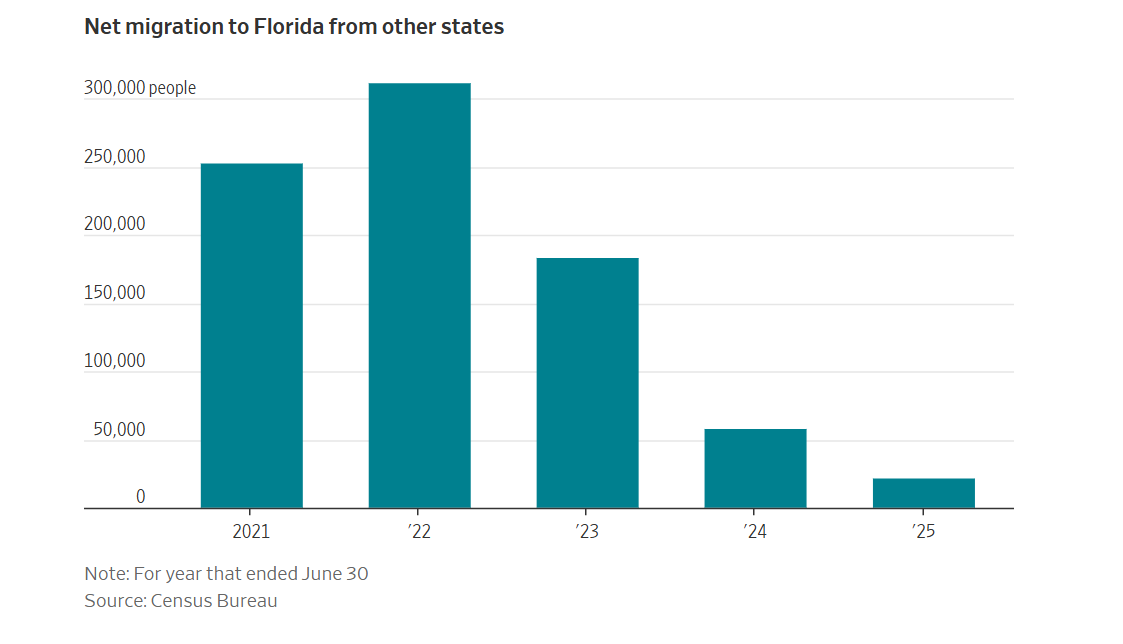 Net migration to Florida from other states
300,000 people
250,000
200,000
150,000
100,000
50,000
0
2021 ’22 ’23 ’24 ’25
Note: For year that ended June 30
Source: Census Bureau